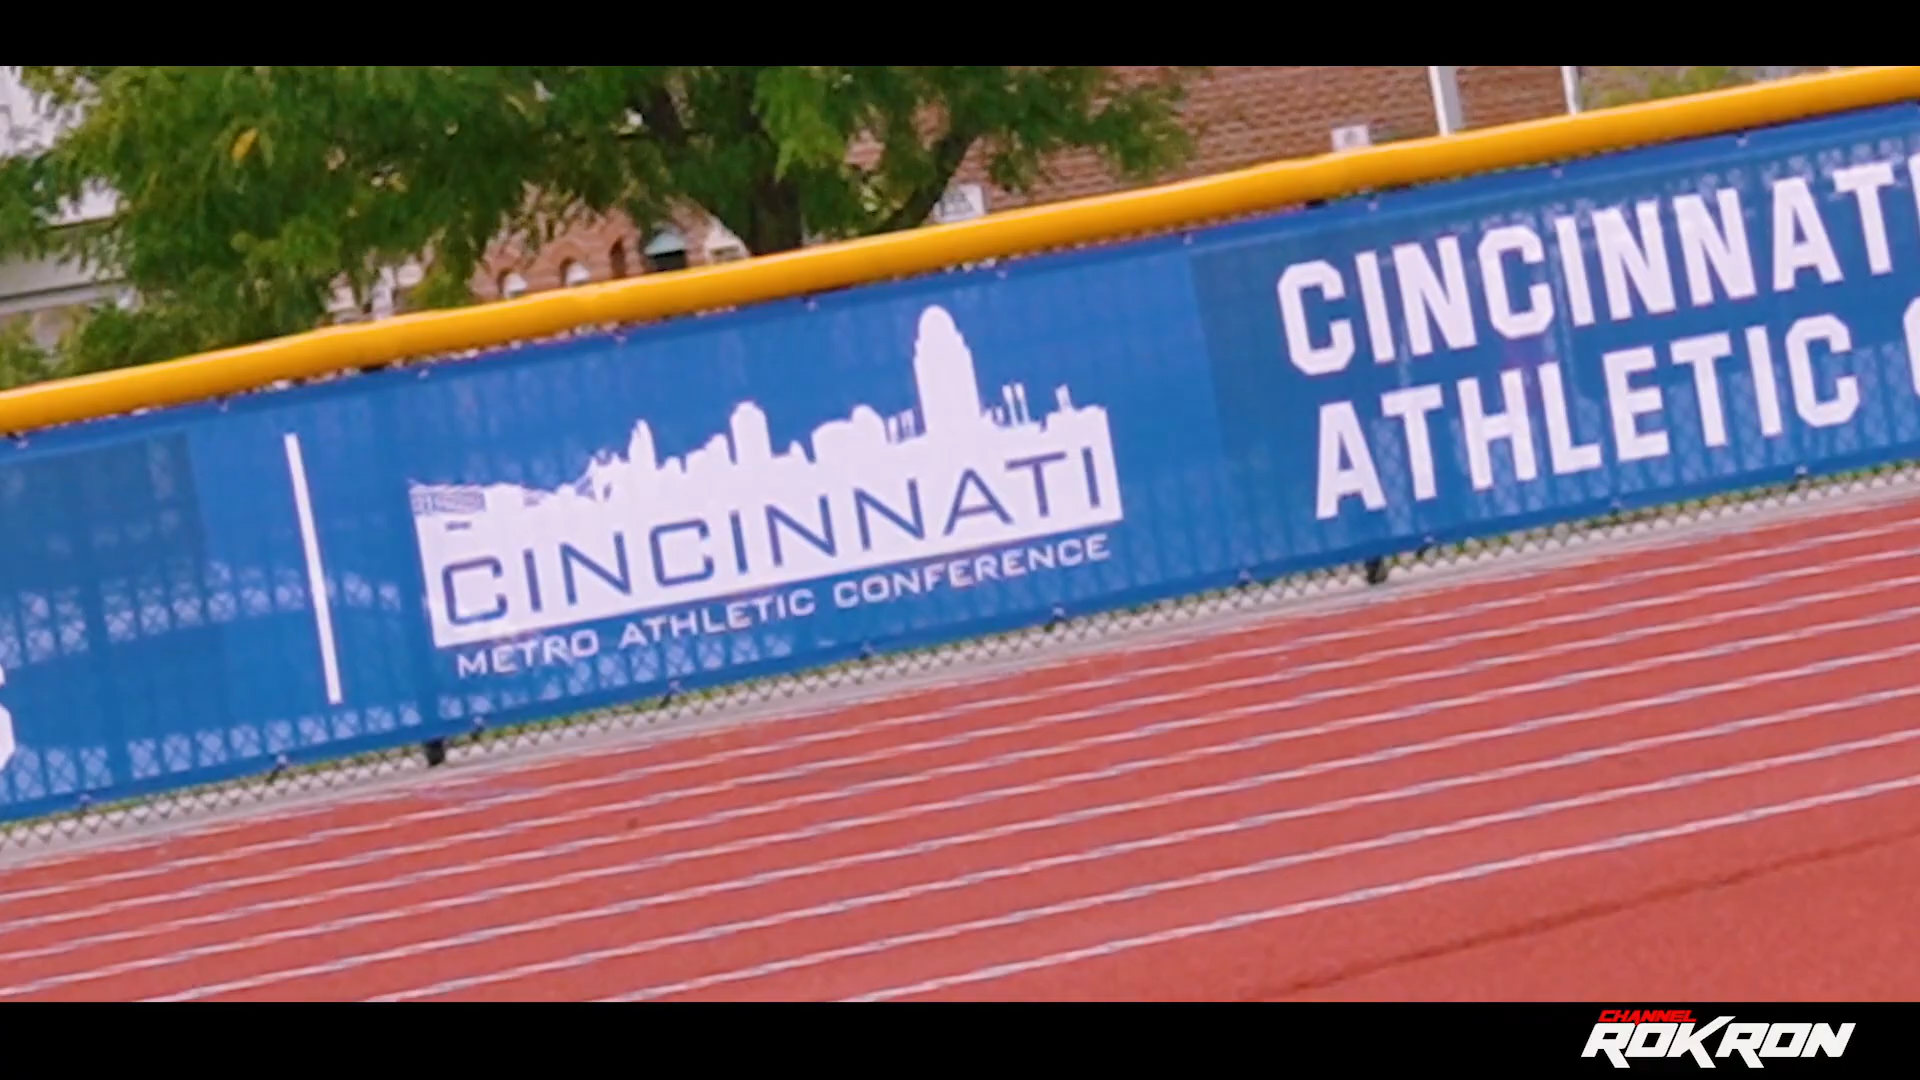 CINCINNATI
METRO ATHLETIC CONFERENCE
CINCINNATI
ATHLETIC
CHANNEL
ROKRON